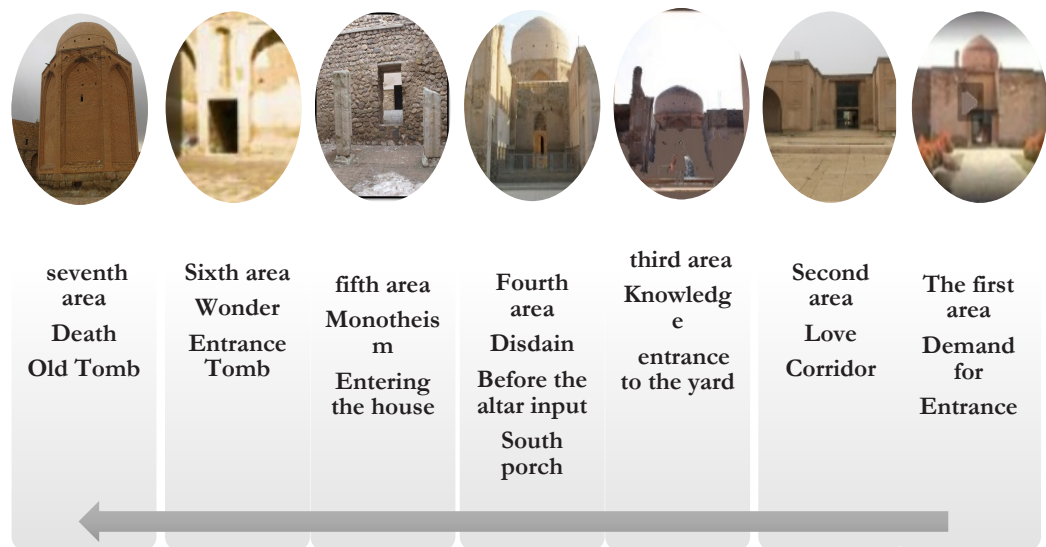 seventh
area
Death
Old Tomb
Sixth area
Wonder
Entrance
Tomb
fifth area
Monotheis
m
Entering
the house
Fourth
area
Disdain
Before the
altar input
South
porch
third area
Knowledg
e
entrance
to the yard
Second
area
Love
Corridor
The first
area
Demand
for
Entrance